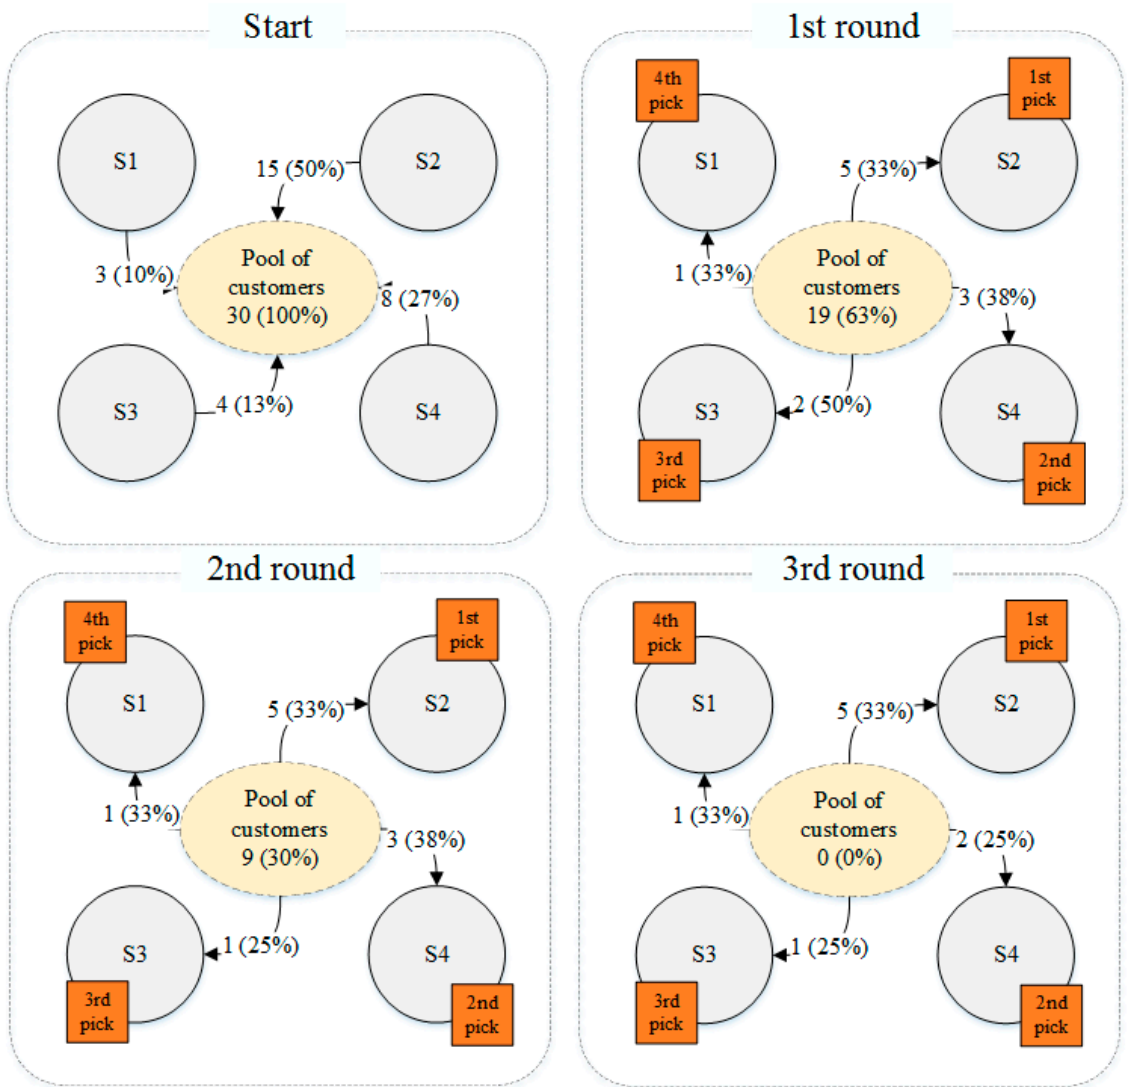 Start
S1
S2
15 (50%)
Pool of
customers
30 (100%)
3 (10%)
8 (27%)
S3
4 (13%)
S4
1st round
4th
pick
1st
pick
S1
S2
5 (33%)
Pool of
customers
19 (63%)
1 (33%)
3 (38%)
S3
2 (50%)
S4
3rd
pick
2nd
pick
2nd round
4th
pick
1st
pick
S1
S2
5 (33%)
Pool of
customers
9 (30%)
1 (33%)
3 (38%)
S3
1 (25%)
S4
3rd
pick
2nd
pick
3rd round
4th
pick
1st
pick
S1
S2
5 (33%)
Pool of
customers
0 (0%)
1 (33%)
2 (25%)
S3
1 (25%)
S4
3rd
pick
2nd
pick